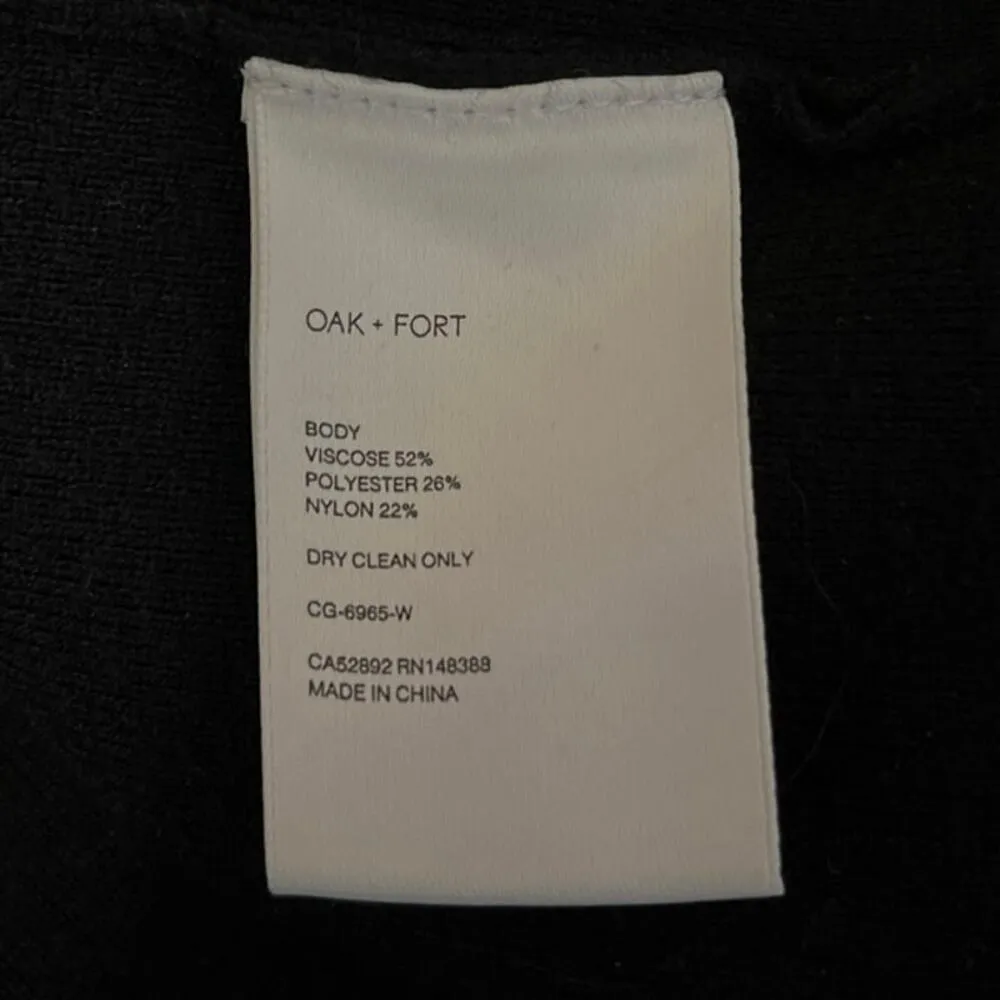 OAK + FORT
BODY
VISCOSE 52%
POLYESTER 26%
NYLON 22%
DRY CLEAN ONLY
CG-6965-W
CA52892 RN148388
MADE IN CHINA